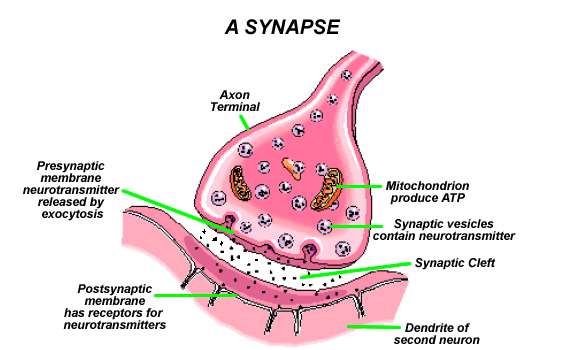 A SYNAPSE
Axon
Terminal
Presynaptic
membrane
neurotransmitter
released by
exocytosis
Mitochondrion
produce ATP
Synaptic vesicles
contain neurotransmitter
Synaptic Cleft
Postsynaptic
membrane
has receptors for
neurotransmitters
Dendrite of
second neuron